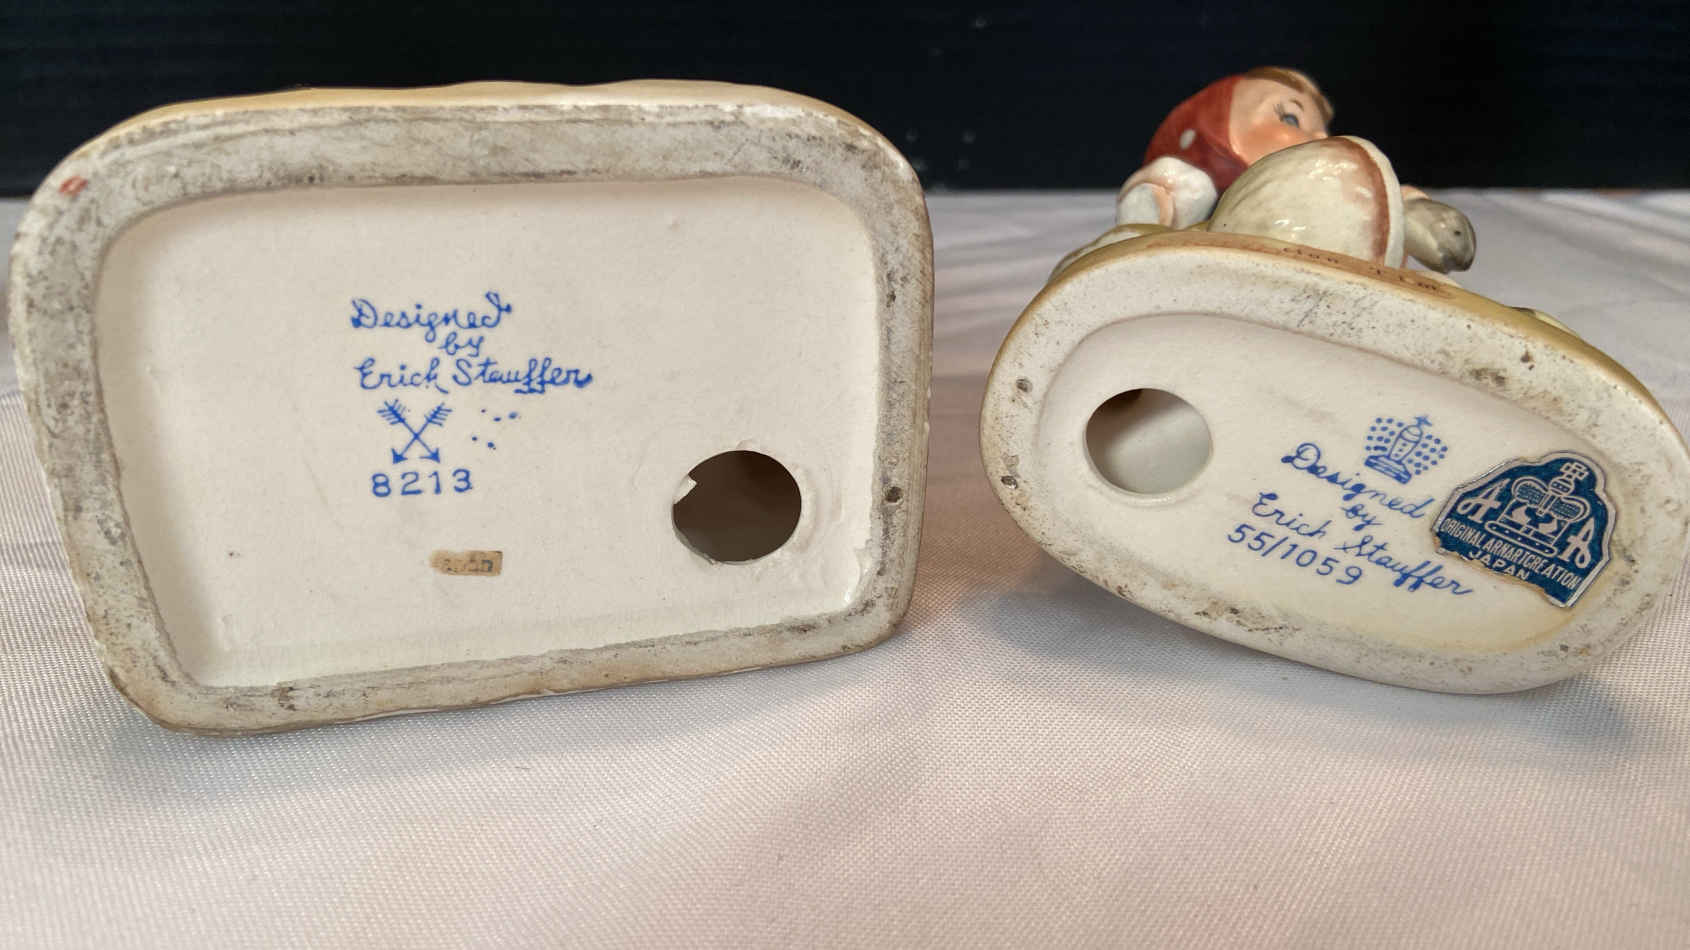 Designed
by
Erich Stauffer
8213
Designed
by
Erich Stauffer
55/1059
A A
ORIGINAL ARNART CREATION
JAPAN